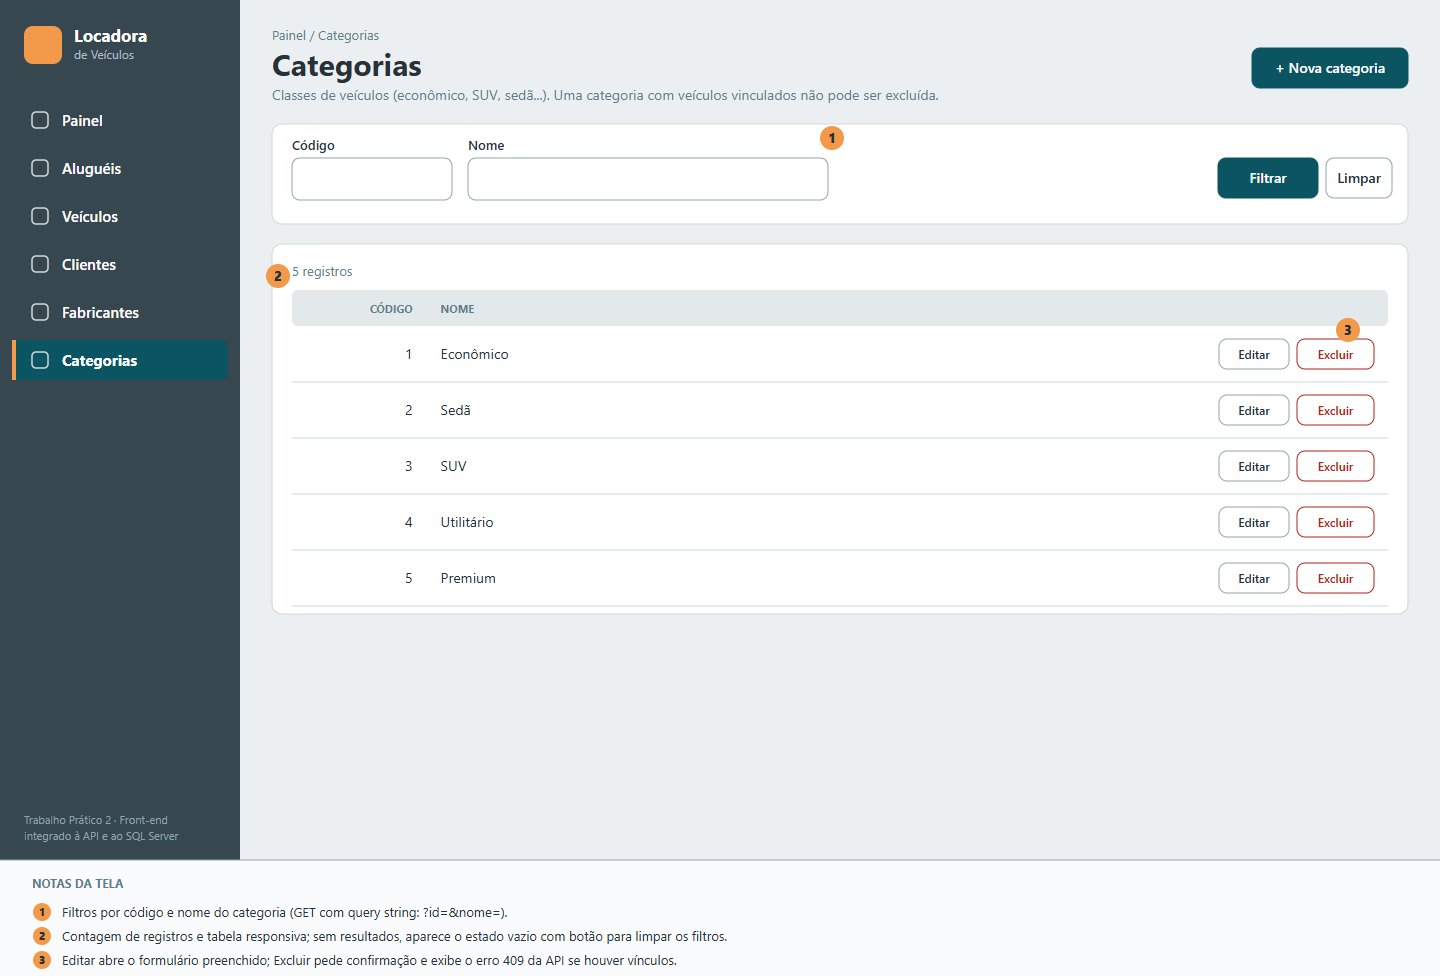 Locadora
de Veículos
Painel
Aluguéis
Veículos
Clientes
Fabricantes
Categorias
Trabalho Prático 2 · Front-end
integrado à API e ao SQL Server
Painel / Categorias
Categorias
Classes de veículos (econômico, SUV, sedã...). Uma categoria com veículos vinculados não pode ser excluída.
+ Nova categoria
1
Código Nome
Filtrar Limpar
2 5 registros
CÓDIGO NOME
3
1 Econômico Editar Excluir
2 Sedã Editar Excluir
3 SUV Editar Excluir
4 Utilitário Editar Excluir
5 Premium Editar Excluir
NOTAS DA TELA
1 Filtros por código e nome do categoria (GET com query string: ?id=&nome=).
2 Contagem de registros e tabela responsiva; sem resultados, aparece o estado vazio com botão para limpar os filtros.
3 Editar abre o formulário preenchido; Excluir pede confirmação e exibe o erro 409 da API se houver vínculos.